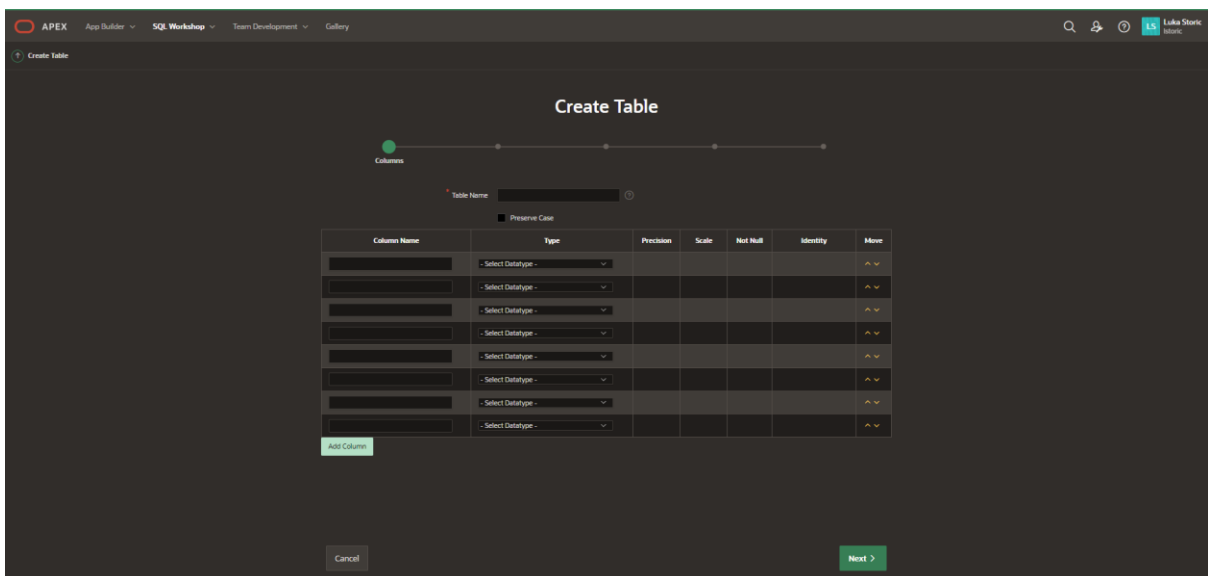 APEX App Builder SQL Workshop Team Development Gallery LS Luka Storic
lstoric
Create Table
Create Table
Columns
* Table Name
Preserve Case
Column Name Type Precision Scale Not Null Identity Move
- Select Datatype -
- Select Datatype -
- Select Datatype -
- Select Datatype -
- Select Datatype -
- Select Datatype -
- Select Datatype -
- Select Datatype -
Add Column
Cancel Next >